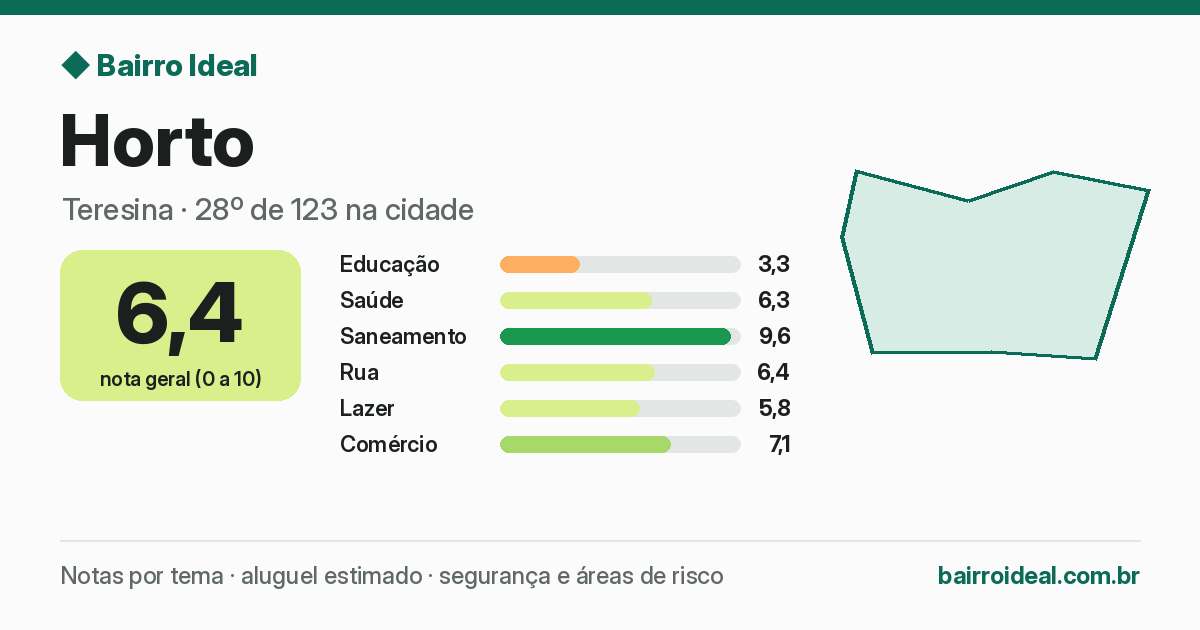 Bairro Ideal
Horto
Teresina · 28º de 123 na cidade
6,4
nota geral (0 a 10)
Educação 3,3
Saúde 6,3
Saneamento 9,6
Rua 6,4
Lazer 5,8
Comércio 7,1
Notas por tema · aluguel estimado · segurança e áreas de risco
bairroideal.com.br